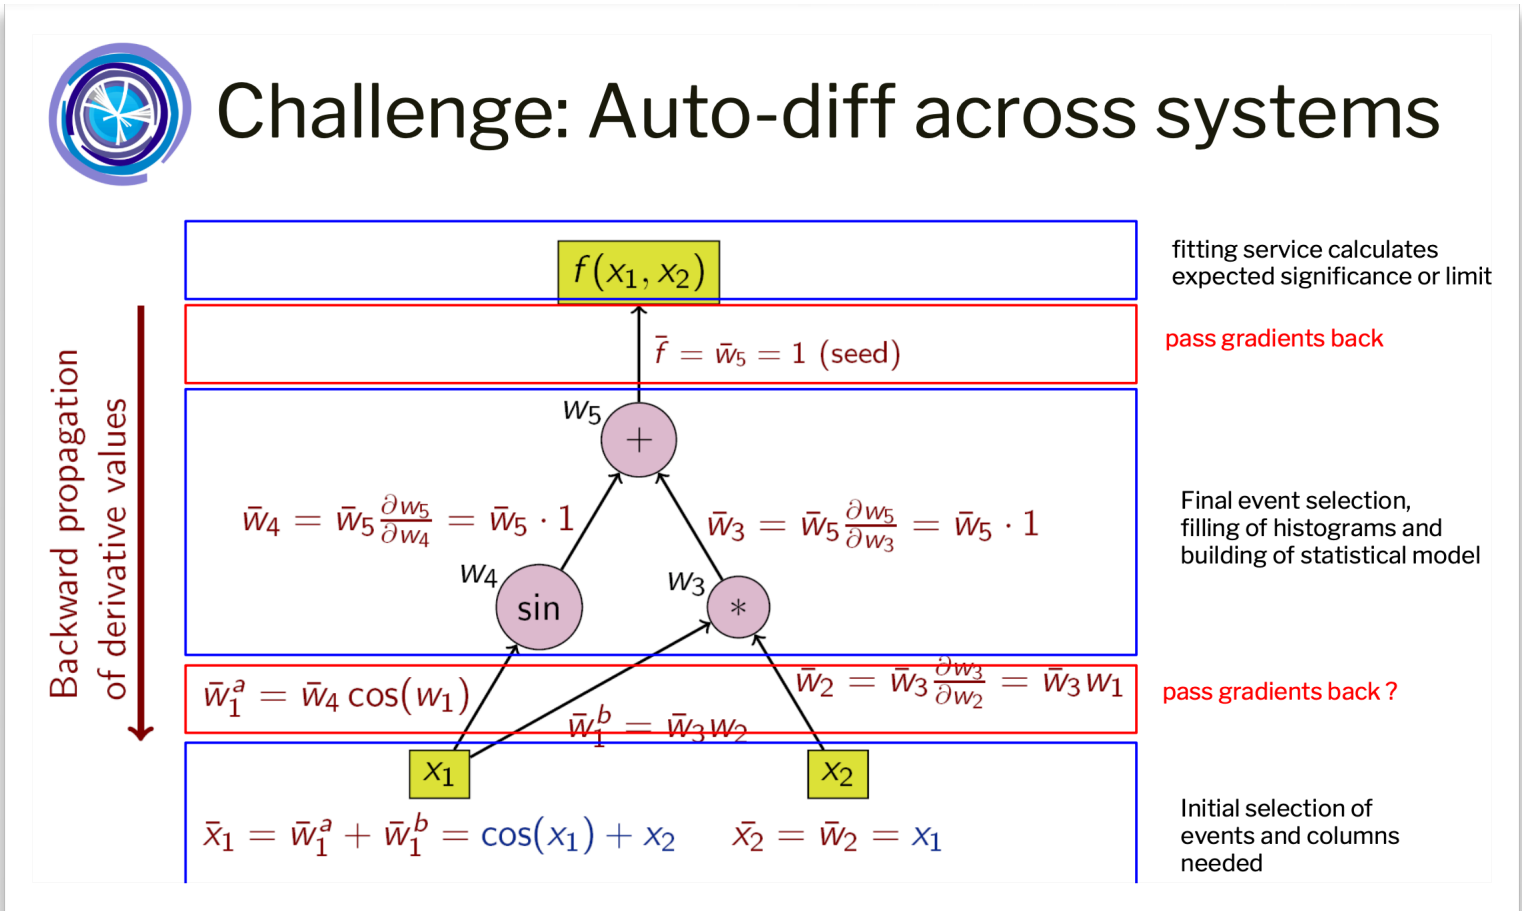 Challenge: Auto-diff across systems
f(x₁, x₂)
fitting service calculates
expected significance or limit
f̄ = w̄₅ = 1 (seed)
pass gradients back
Backward propagation
of derivative values
w₅
+
w̄₄ = w̄₅ ∂w₅/∂w₄ = w̄₅ · 1
w̄₃ = w̄₅ ∂w₅/∂w₃ = w̄₅ · 1
Final event selection,
filling of histograms and
building of statistical model
w₄
sin
w₃
*
w̄₁ᵃ = w̄₄ cos(w₁)
w̄₂ = w̄₃ ∂w₃/∂w₂ = w̄₃w₁
pass gradients back ?
w̄₁ᵇ = w̄₃w₂
x₁
x₂
x̄₁ = w̄₁ᵃ + w̄₁ᵇ = cos(x₁) + x₂
x̄₂ = w̄₂ = x₁
Initial selection of
events and columns
needed